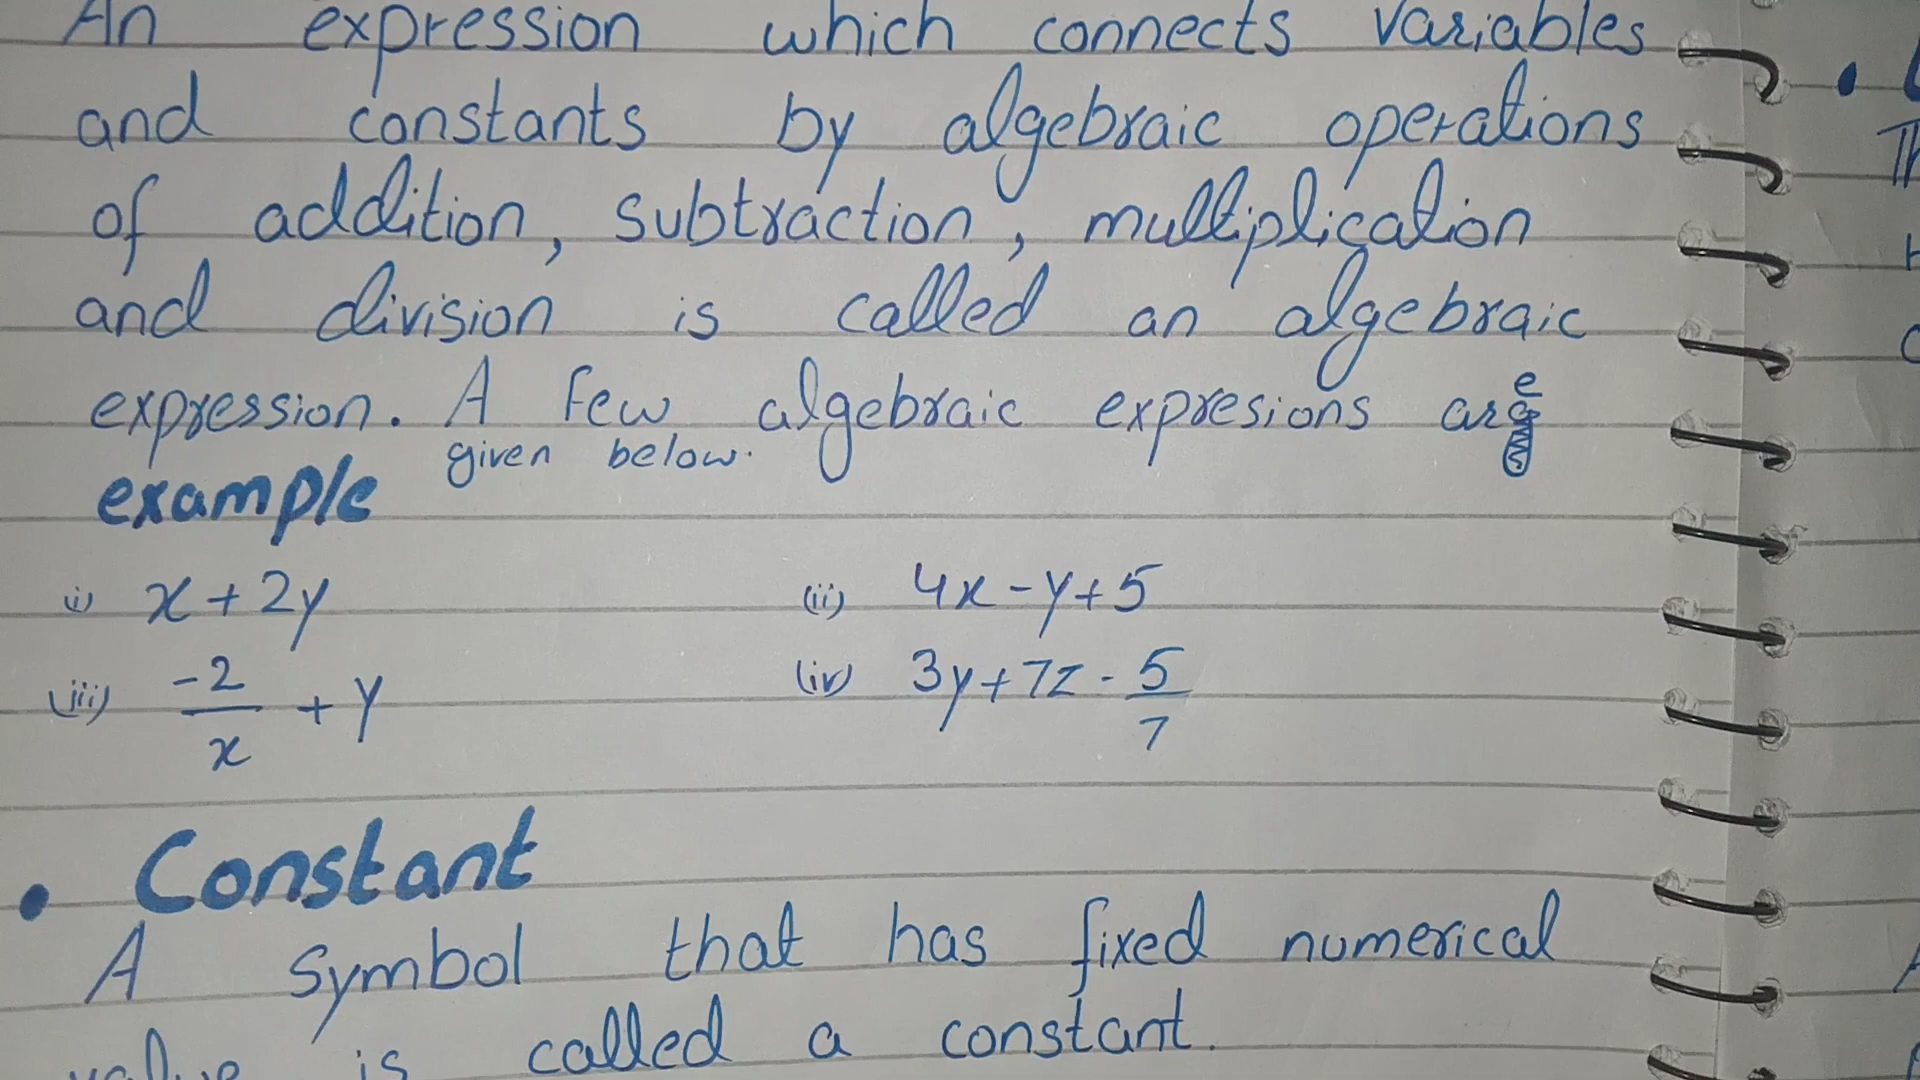 An expression which connects variables
and constants by algebraic operations
of addition, subtraction, multiplication
and division is called an algebraic
expression. A few algebraic expresions are
given below.
example
(i) x + 2y (ii) 4x - y + 5
(iii) -2/x + y (iv) 3y + 7z - 5/7
• Constant
A symbol that has fixed numerical
value is called a constant.